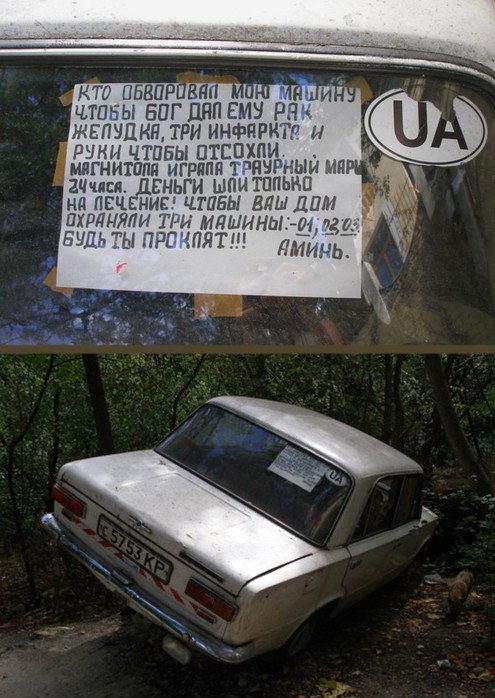 КТО ОБВОРОВАЛ МОЮ МАШИНУ
ЧТОБЫ БОГ ДАЛ ЕМУ РАК
ЖЕЛУДКА, ТРИ ИНФАРКТА И
РУКИ ЧТОБЫ ОТСОХЛИ.
МАГНИТОЛА ИГРАЛА ТРАУРНЫЙ МАРШ
24 ЧАСА. ДЕНЬГИ ШЛИ ТОЛЬКО
НА ЛЕЧЕНИЕ! ЧТОБЫ ВАШ ДОМ
ОХРАНЯЛИ ТРИ МАШИНЫ:-01; 02; 03.
БУДЬ ТЫ ПРОКЛЯТ!!! АМИНЬ.
UA
UA
с 5753 КР